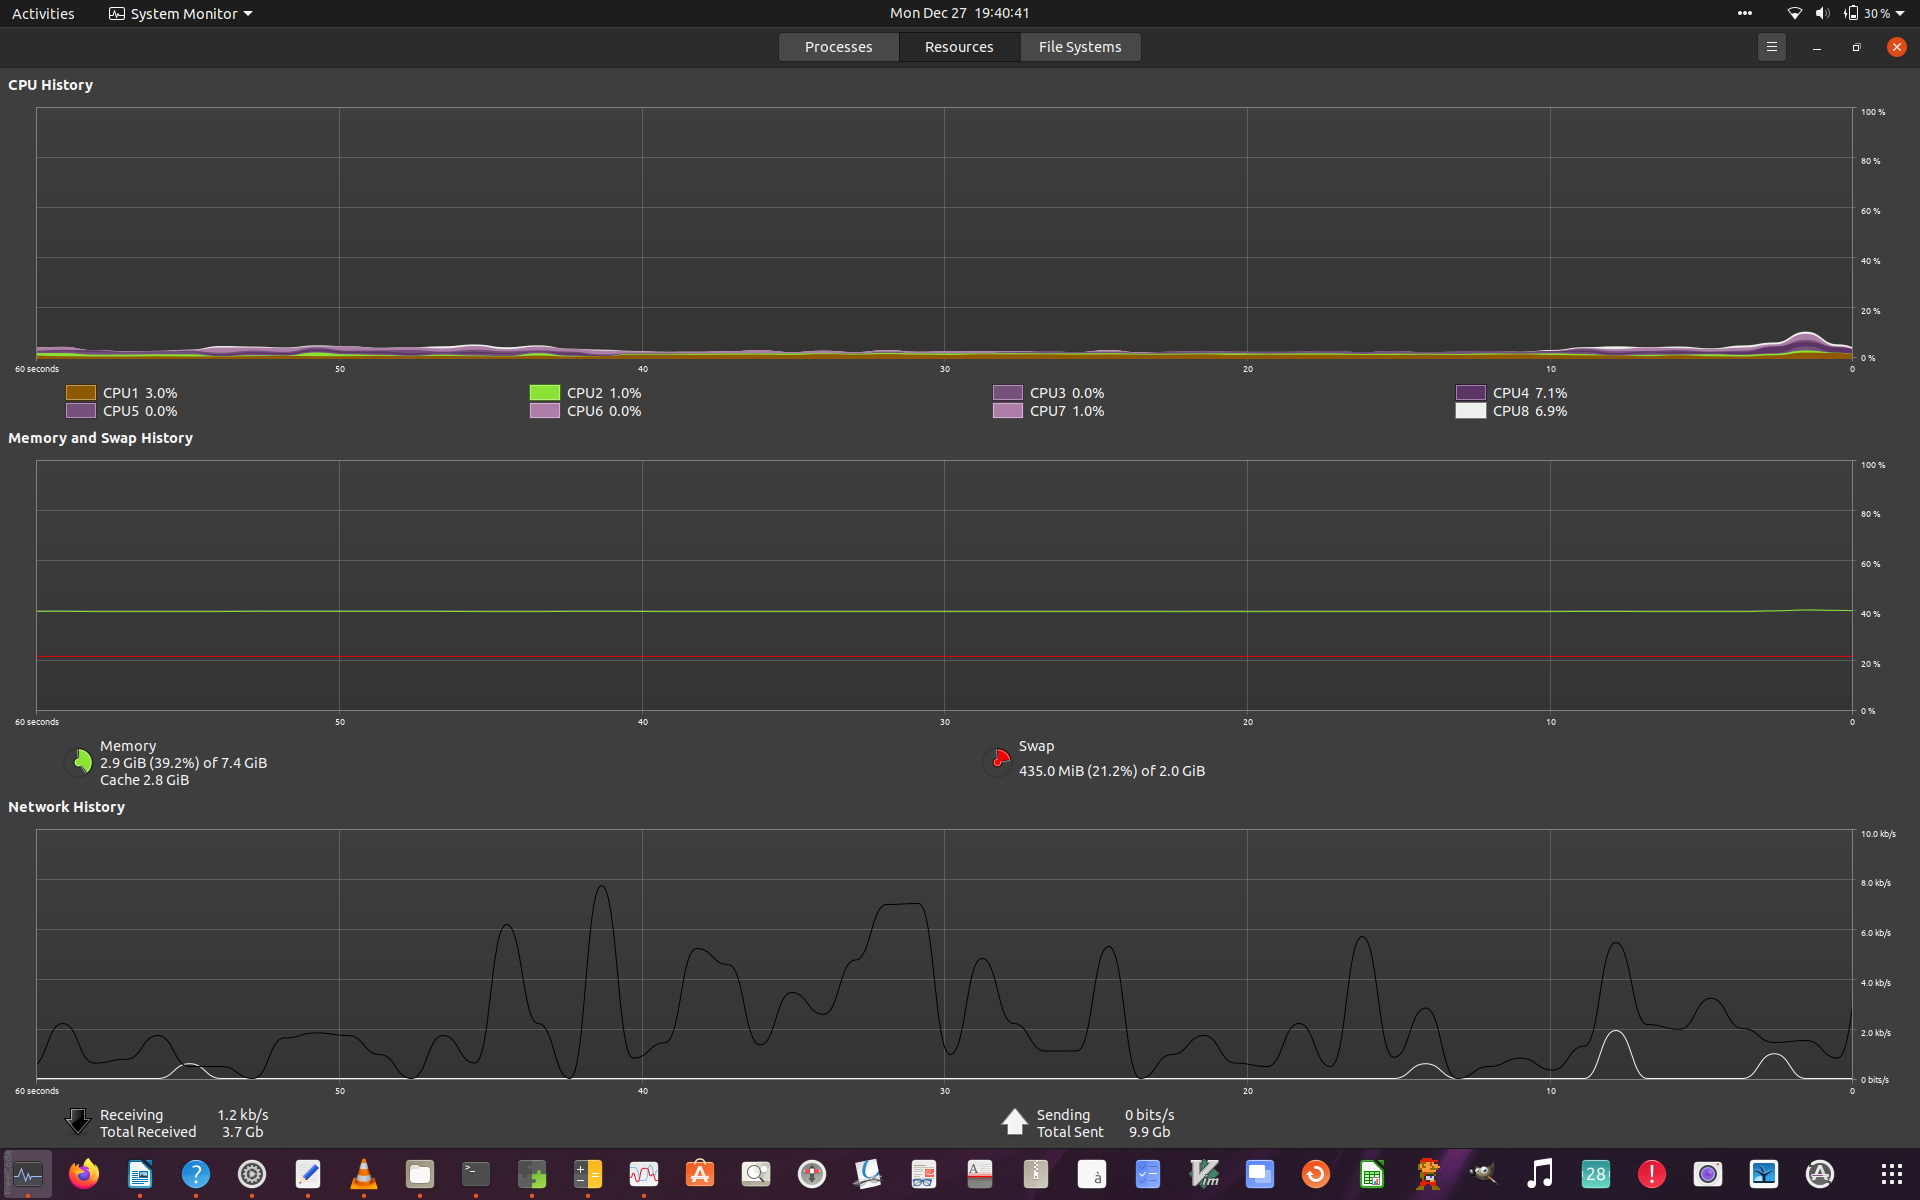 Activities System Monitor Mon Dec 27 19:40:41 30 %
Processes Resources File Systems
CPU History
100 %
80 %
60 %
40 %
20 %
0 %
60 seconds 50 40 30 20 10 0
CPU1 3.0% CPU2 1.0% CPU3 0.0% CPU4 7.1%
CPU5 0.0% CPU6 0.0% CPU7 1.0% CPU8 6.9%
Memory and Swap History
100 %
80 %
60 %
40 %
20 %
0 %
60 seconds 50 40 30 20 10 0
Memory
2.9 GiB (39.2%) of 7.4 GiB
Cache 2.8 GiB
Swap
435.0 MiB (21.2%) of 2.0 GiB
Network History
10.0 kb/s
8.0 kb/s
6.0 kb/s
4.0 kb/s
2.0 kb/s
0 bits/s
60 seconds 50 40 30 20 10 0
Receiving 1.2 kb/s
Total Received 3.7 Gb
Sending 0 bits/s
Total Sent 9.9 Gb
28